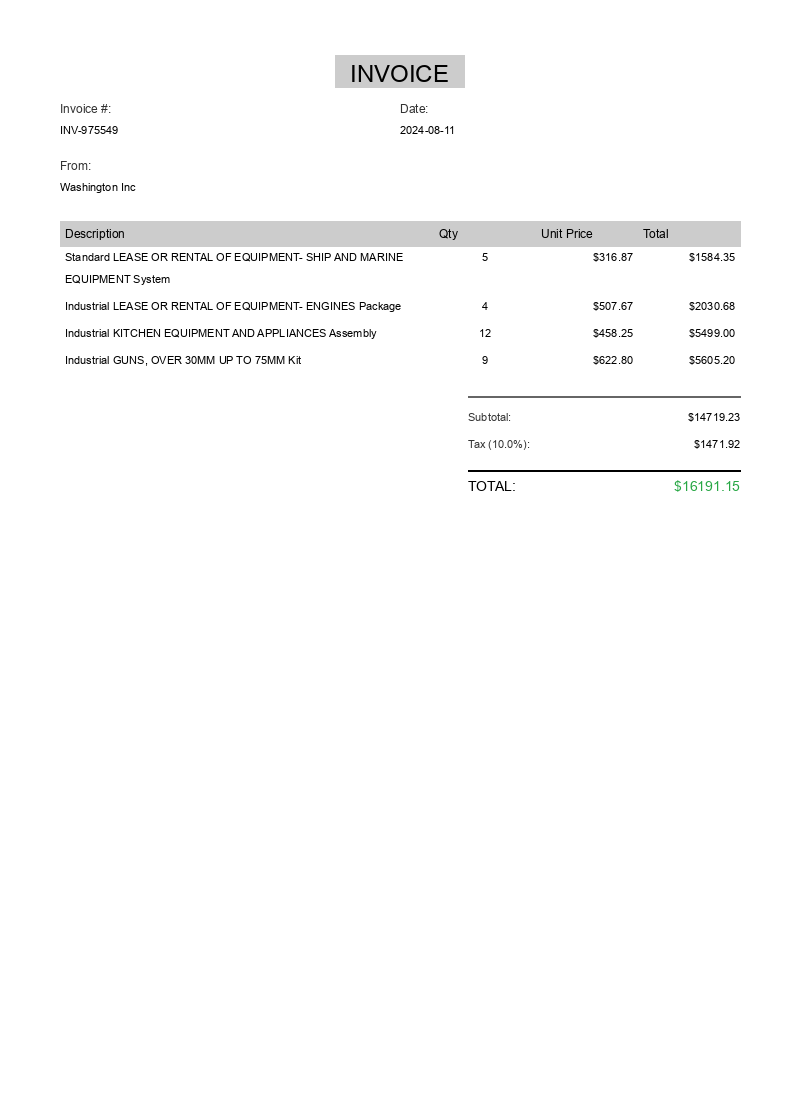 INVOICE
Invoice #: Date:
INV-975549 2024-08-11
From:
Washington Inc
Description Qty Unit Price Total
Standard LEASE OR RENTAL OF EQUIPMENT- SHIP AND MARINE 5 $316.87 $1584.35
EQUIPMENT System
Industrial LEASE OR RENTAL OF EQUIPMENT- ENGINES Package 4 $507.67 $2030.68
Industrial KITCHEN EQUIPMENT AND APPLIANCES Assembly 12 $458.25 $5499.00
Industrial GUNS, OVER 30MM UP TO 75MM Kit 9 $622.80 $5605.20
Subtotal: $14719.23
Tax (10.0%): $1471.92
TOTAL: $16191.15